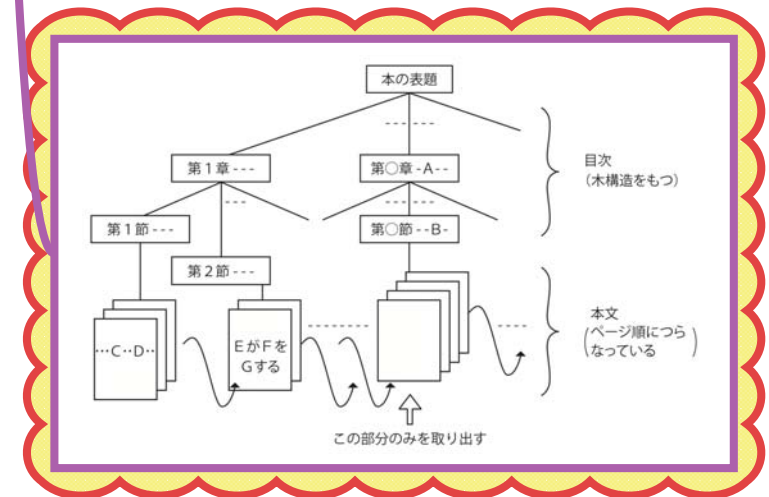 本の表題
第1章---
第○章-A--
目次
(木構造をもつ)
第1節---
第○節--B-
第2節---
…C‥D‥
EがFを
Gする
本文
(ページ順につら
なっている)
この部分のみを取り出す